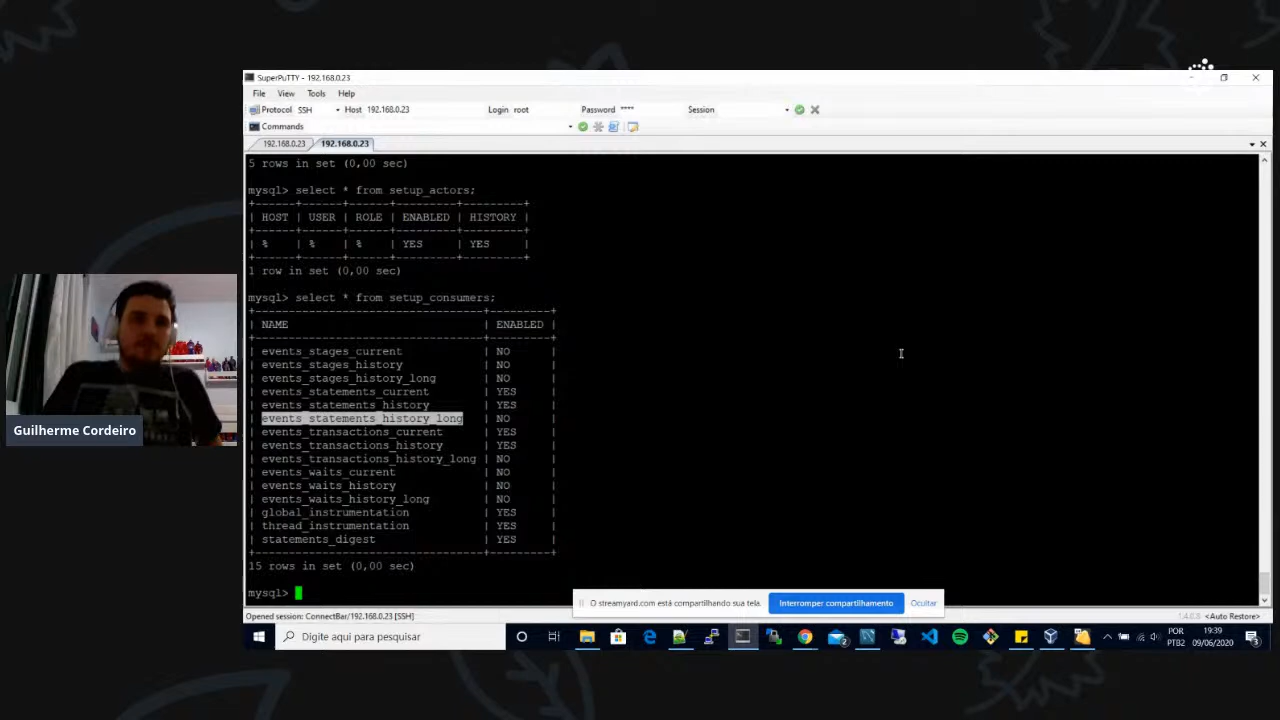 SuperPuTTY - 192.168.0.23
File View Tools Help
Protocol SSH Host 192.168.0.23 Login root Password **** Session
Commands
192.168.0.23 192.168.0.23
5 rows in set (0,00 sec)
mysql> select * from setup_actors;
+------+------+------+---------+---------+
| HOST | USER | ROLE | ENABLED | HISTORY |
+------+------+------+---------+---------+
| % | % | % | YES | YES |
+------+------+------+---------+---------+
1 row in set (0,00 sec)
mysql> select * from setup_consumers;
+----------------------------------+---------+
| NAME | ENABLED |
+----------------------------------+---------+
| events_stages_current | NO |
| events_stages_history | NO |
| events_stages_history_long | NO |
| events_statements_current | YES |
| events_statements_history | YES |
| events_statements_history_long | NO |
| events_transactions_current | YES |
| events_transactions_history | YES |
| events_transactions_history_long | NO |
| events_waits_current | NO |
| events_waits_history | NO |
| events_waits_history_long | NO |
| global_instrumentation | YES |
| thread_instrumentation | YES |
| statements_digest | YES |
+----------------------------------+---------+
15 rows in set (0,00 sec)
mysql>
Guilherme Cordeiro
O streamyard.com está compartilhando sua tela. Interromper compartilhamento Ocultar
Opened session: ConnectBar/192.168.0.23 [SSH] <Auto Restore>
Digite aqui para pesquisar
POR
PTB2
19:39
09/06/2020